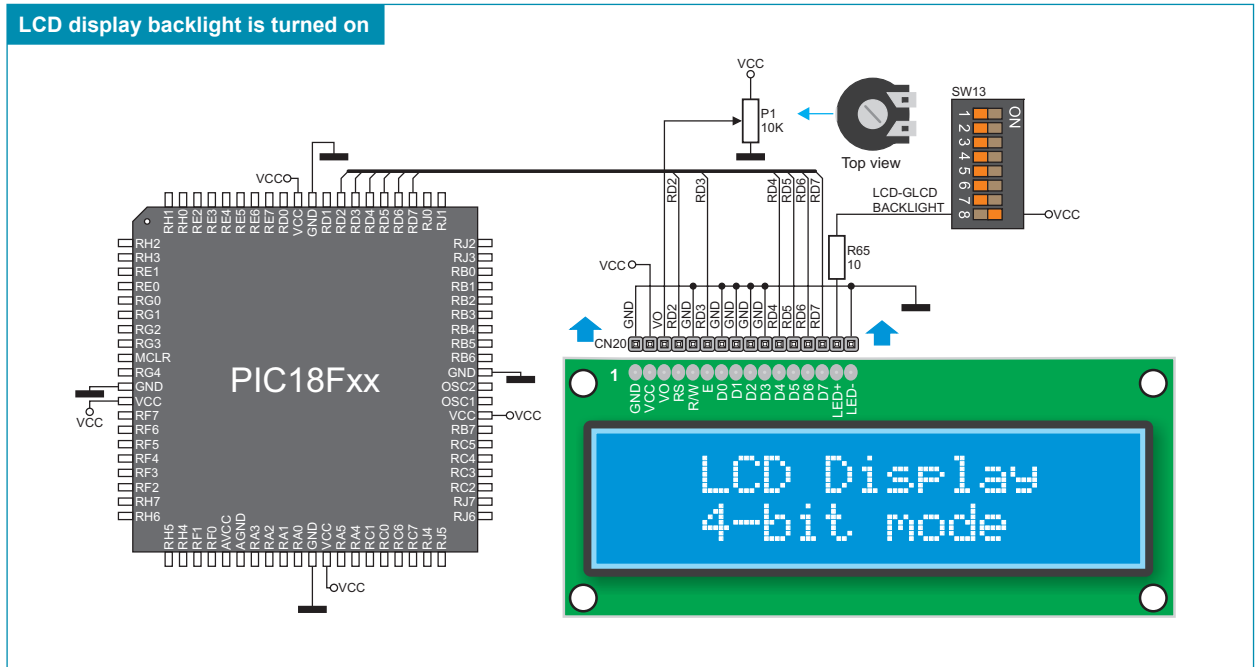 LCD display backlight is turned on
VCC
P1
10K
Top view
SW13
ON
1
2
3
4
5
6
7
8
LCD-GLCD
BACKLIGHT
VCC
R65
10
VCC
GND
RH1
RH0
RE2
RE3
RE4
RE5
RE6
RE7
RD0
VCC
GND
RD1
RD2
RD3
RD4
RD5
RD6
RD7
RJ0
RJ1
RH2
RH3
RE1
RE0
RG0
RG1
RG2
RG3
MCLR
RG4
GND
VCC
RF7
RF6
RF5
RF4
RF3
RF2
RH7
RH6
VCC
PIC18Fxx
RJ2
RJ3
RB0
RB1
RB2
RB3
RB4
RB5
RB6
GND
OSC2
OSC1
VCC
RB7
RC5
RC4
RC3
RC2
RJ7
RJ6
VCC
RH5
RH4
RF1
RF0
AVCC
AGND
RA3
RA2
RA1
RA0
GND
VCC
RA5
RA4
RC1
RC0
RC6
RC7
RJ4
RJ5
VCC
RD2
RD3
RD4
RD5
RD6
RD7
VCC
GND
VO
RD2
GND
RD3
GND
GND
GND
GND
RD4
RD5
RD6
RD7
CN20
1
GND
VCC
VO
RS
R/W
E
D0
D1
D2
D3
D4
D5
D6
D7
LED+
LED-
LCD Display
4-bit mode